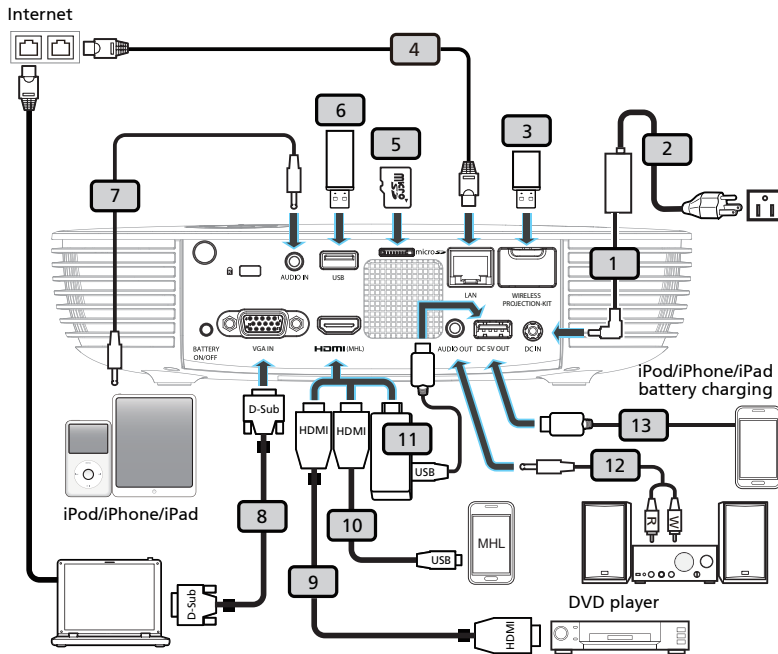 Internet
4
6
5
3
2
7
micro
SD
micro SD
AUDIO IN
USB
LAN
WIRELESS
PROJECTION-KIT
1
BATTERY
ON/OFF
VGA IN
HDMI (MHL)
AUDIO OUT
DC 5V OUT
DC IN
iPod/iPhone/iPad
battery charging
D-Sub
HDMI
HDMI
11
USB
13
12
iPod/iPhone/iPad
8
10
R
W
USB
MHL
9
D-Sub
HDMI
DVD player